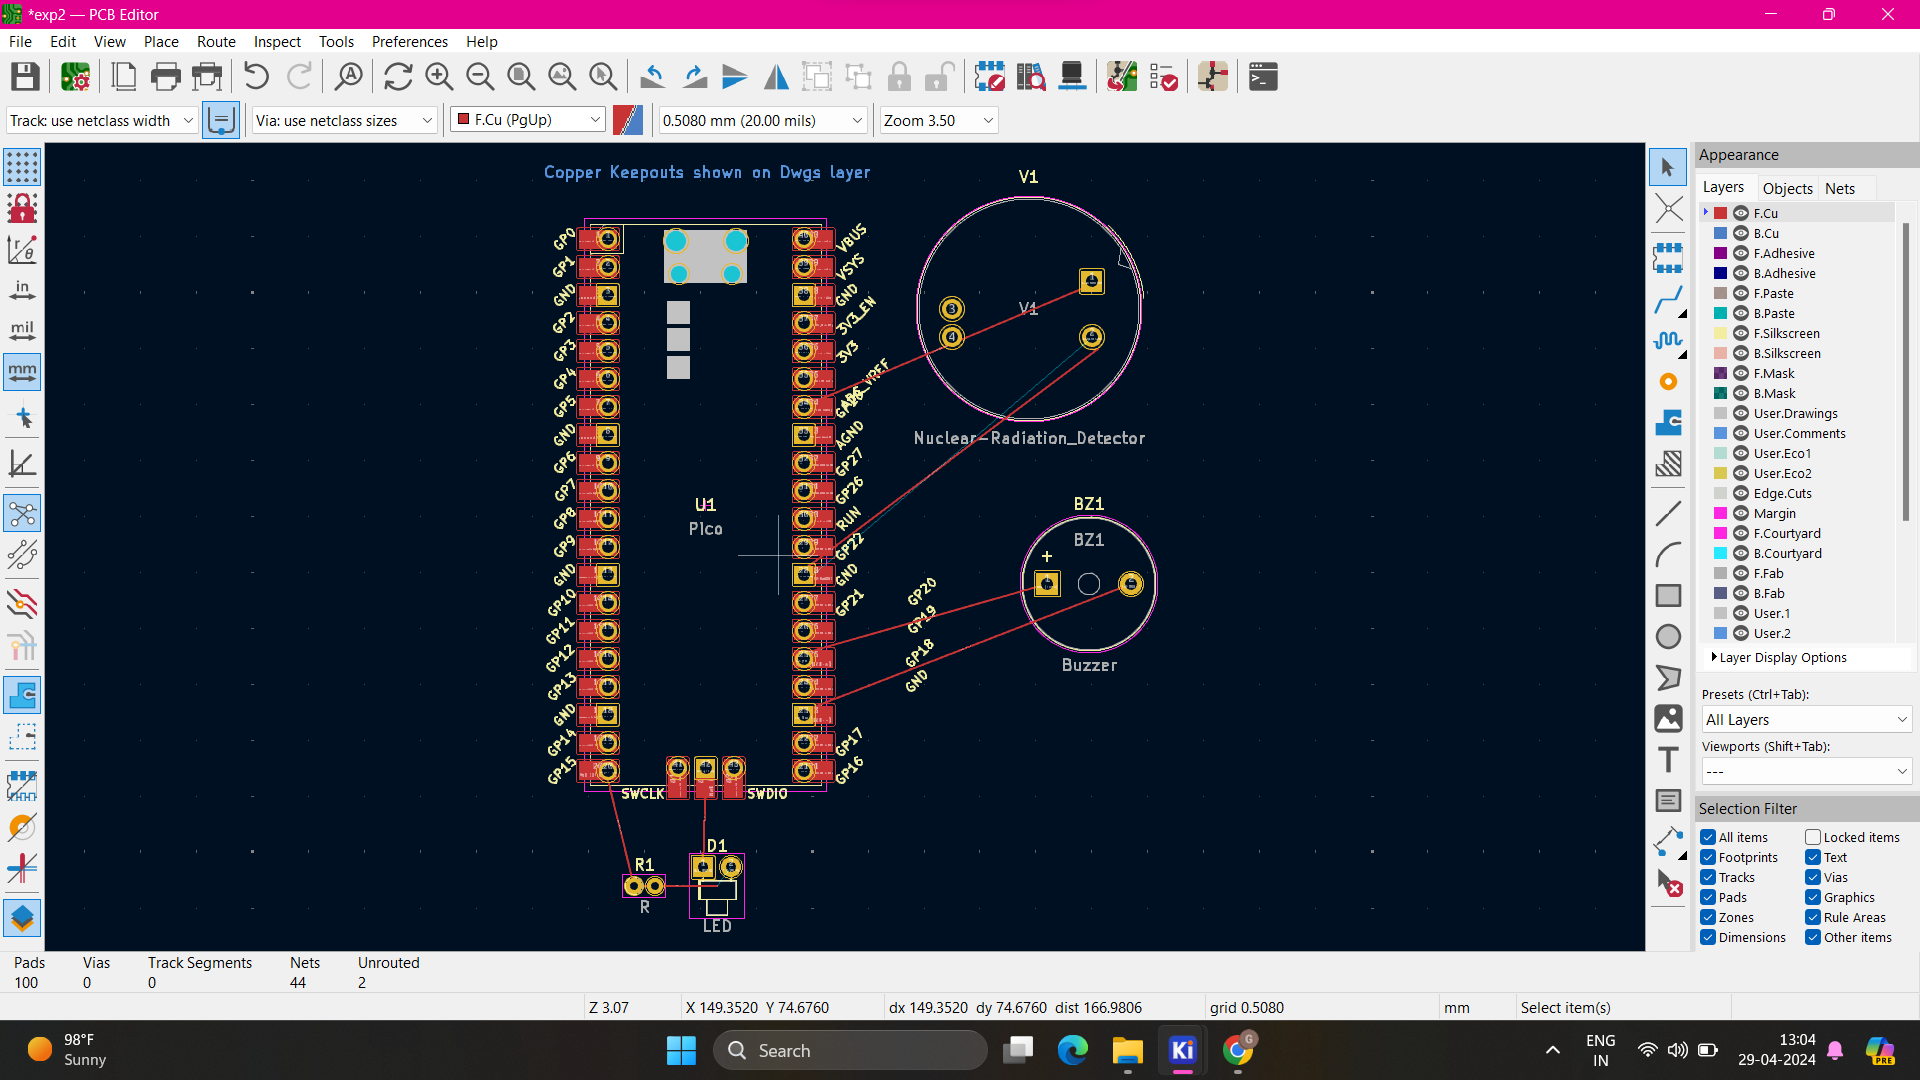 *exp2 — PCB Editor
File Edit View Place Route Inspect Tools Preferences Help
Track: use netclass width
Via: use netclass sizes
F.Cu (PgUp)
0.5080 mm (20.00 mils)
Zoom 3.50
in
mil
mm
Copper Keepouts shown on Dwgs layer
GP0
GP1
GND
GP2
GP3
GP4
GP5
GND
GP6
GP7
GP8
GP9
GND
GP10
GP11
GP12
GP13
GND
GP14
GP15
VBUS
VSYS
GND
3V3_EN
3V3
AGND
GP27
GP26
RUN
GP22
GND
GP21
GP20
GP19
GP18
GND
GP17
GP16
U1
Pico
SWCLK
SWDIO
V1
V1
1
3
4
Nuclear-Radiation_Detector
BZ1
BZ1
+
Buzzer
R1
R
D1
LED
Appearance
Layers Objects Nets
F.Cu
B.Cu
F.Adhesive
B.Adhesive
F.Paste
B.Paste
F.Silkscreen
B.Silkscreen
F.Mask
B.Mask
User.Drawings
User.Comments
User.Eco1
User.Eco2
Edge.Cuts
Margin
F.Courtyard
B.Courtyard
F.Fab
B.Fab
User.1
User.2
Layer Display Options
Presets (Ctrl+Tab):
All Layers
Viewports (Shift+Tab):
---
Selection Filter
All items Locked items
Footprints Text
Tracks Vias
Pads Graphics
Zones Rule Areas
Dimensions Other items
Pads Vias Track Segments Nets Unrouted
100 0 0 44 2
Z 3.07 X 149.3520 Y 74.6760 dx 149.3520 dy 74.6760 dist 166.9806 grid 0.5080 mm Select item(s)
98°F
Sunny
Search
Ki
G
ENG
IN
13:04
29-04-2024
PRE